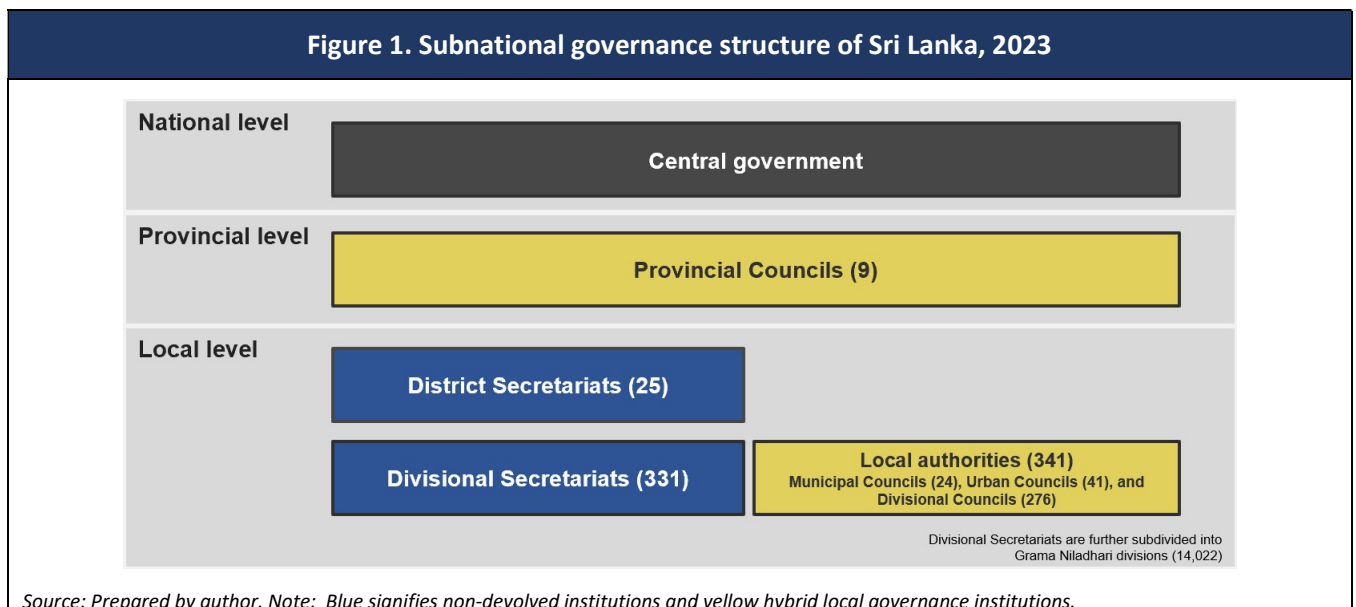 Figure 1. Subnational governance structure of Sri Lanka, 2023
National level
Central government
Provincial level
Provincial Councils (9)
Local level
District Secretariats (25)
Divisional Secretariats (331)
Local authorities (341)
Municipal Councils (24), Urban Councils (41), and
Divisional Councils (276)
Divisional Secretariats are further subdivided into
Grama Niladhari divisions (14,022)
Source: Prepared by author. Note: Blue signifies non-devolved institutions and yellow hybrid local governance institutions.